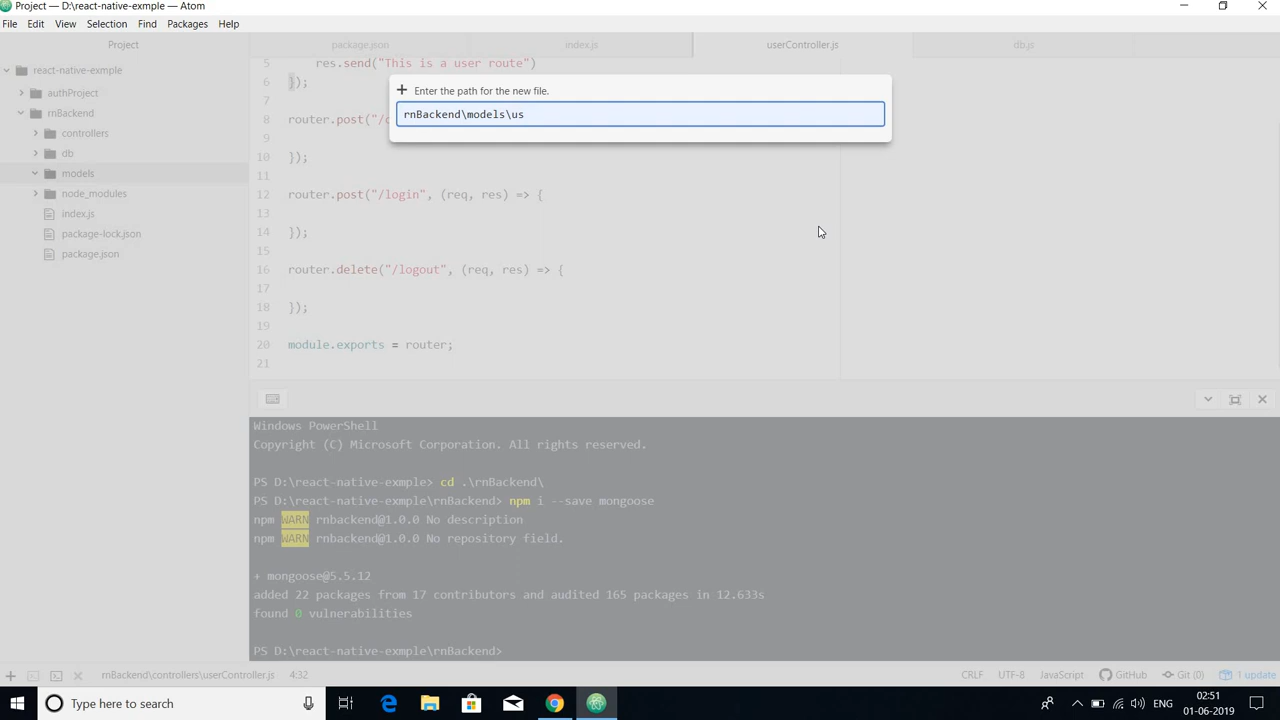 Project — D:\react-native-exmple — Atom
File Edit View Selection Find Packages Help
Project
package.json index.js userController.js db.js
react-native-exmple
authProject
rnBackend
controllers
db
models
node_modules
index.js
package-lock.json
package.json
5 res.send("This is a user route")
6 });
+ Enter the path for the new file.
rnBackend\models\us
7
8 router.post("/c
9
10 });
11
12 router.post("/login", (req, res) => {
13
14 });
15
16 router.delete("/logout", (req, res) => {
17
18 });
19
20 module.exports = router;
21
Windows PowerShell
Copyright (C) Microsoft Corporation. All rights reserved.
PS D:\react-native-exmple> cd .\rnBackend\
PS D:\react-native-exmple\rnBackend> npm i --save mongoose
npm WARN rnbackend@1.0.0 No description
npm WARN rnbackend@1.0.0 No repository field.
+ mongoose@5.5.12
added 22 packages from 17 contributors and audited 165 packages in 12.633s
found 0 vulnerabilities
PS D:\react-native-exmple\rnBackend>
rnBackend\controllers\userController.js 4:32 CRLF UTF-8 JavaScript GitHub Git (0) 1 update
Type here to search
ENG
02:51
01-06-2019